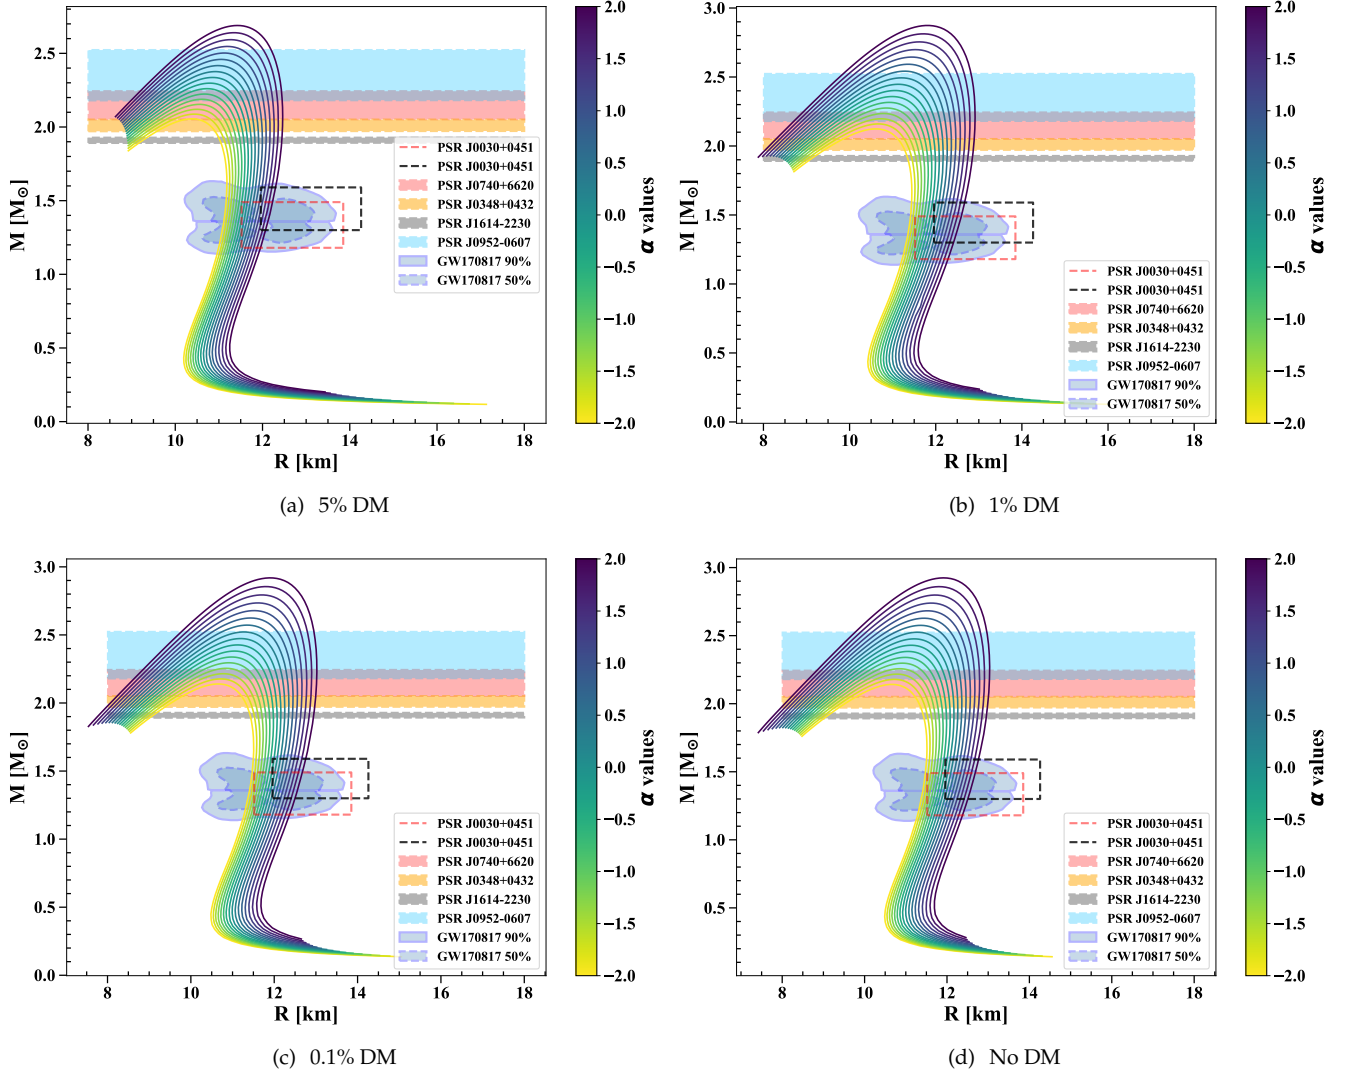 2.5
2.0
1.5
1.0
0.5
0.0
M [M⊙]
8 10 12 14 16 18
R [km]
PSR J0030+0451
PSR J0030+0451
PSR J0740+6620
PSR J0348+0432
PSR J1614-2230
PSR J0952-0607
GW170817 90%
GW170817 50%
2.0
1.5
1.0
0.5
0.0
−0.5
−1.0
−1.5
−2.0
α values
(a) 5% DM
3.0
2.5
2.0
1.5
1.0
0.5
0.0
M [M⊙]
8 10 12 14 16 18
R [km]
PSR J0030+0451
PSR J0030+0451
PSR J0740+6620
PSR J0348+0432
PSR J1614-2230
PSR J0952-0607
GW170817 90%
GW170817 50%
2.0
1.5
1.0
0.5
0.0
−0.5
−1.0
−1.5
−2.0
α values
(b) 1% DM
3.0
2.5
2.0
1.5
1.0
0.5
0.0
M [M⊙]
8 10 12 14 16 18
R [km]
PSR J0030+0451
PSR J0030+0451
PSR J0740+6620
PSR J0348+0432
PSR J1614-2230
PSR J0952-0607
GW170817 90%
GW170817 50%
2.0
1.5
1.0
0.5
0.0
−0.5
−1.0
−1.5
−2.0
α values
(c) 0.1% DM
3.0
2.5
2.0
1.5
1.0
0.5
M [M⊙]
8 10 12 14 16 18
R [km]
PSR J0030+0451
PSR J0030+0451
PSR J0740+6620
PSR J0348+0432
PSR J1614-2230
PSR J0952-0607
GW170817 90%
GW170817 50%
2.0
1.5
1.0
0.5
0.0
−0.5
−1.0
−1.5
−2.0
α values
(d) No DM